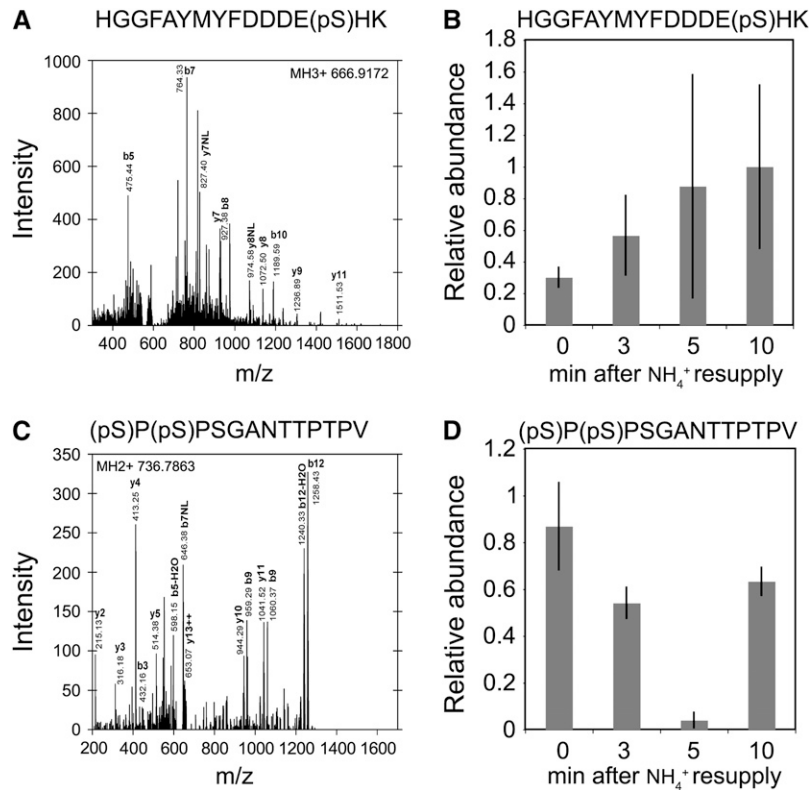 A HGGFAYMYFDDDE(pS)HK
MH3+ 666.9172
1000
800
600
400
200
0
Intensity
b5
475.44
764.33 b7
827.40 y7NL
y7
927.38 b8
974.58 y8NL
1072.50 y8
1189.59 b10
1236.89 y9
1511.53 y11
400 600 800 1000 1200 1400 1600 1800
m/z
B HGGFAYMYFDDDE(pS)HK
1.8
1.6
1.4
1.2
1
0.8
0.6
0.4
0.2
0
Relative abundance
0 3 5 10
min after NH4+ resupply
C (pS)P(pS)PSGANTTPTPV
MH2+ 736.7863
350
300
250
200
150
100
50
0
Intensity
215.13 y2
316.18 y3
y4
413.25
432.16 b3
514.38 y5
598.15 b5-H2O
646.38 b7NL
653.07 y13++
944.29 y10
959.29 b9
1041.52 y11
1060.37 b9
1240.33 b12-H2O
b12
1258.43
200 400 600 800 1000 1200 1400 1600
m/z
D (pS)P(pS)PSGANTTPTPV
1.2
1
0.8
0.6
0.4
0.2
0
Relative abundance
0 3 5 10
min after NH4+ resupply